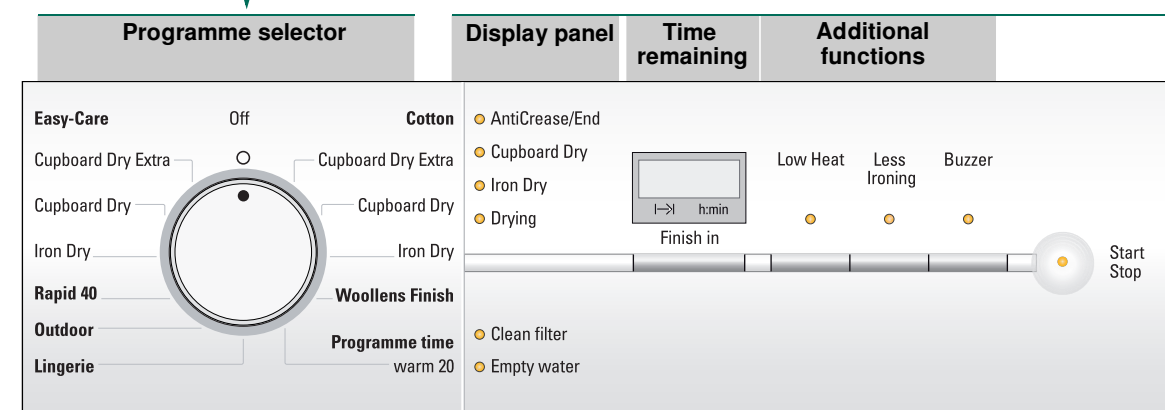 Programme selector
Display panel
Time
remaining
Additional
functions
Easy-Care
Off
Cotton
Cupboard Dry Extra
Cupboard Dry Extra
Cupboard Dry
Cupboard Dry
Iron Dry
Iron Dry
Rapid 40
Woollens Finish
Outdoor
Programme time
Lingerie
warm 20
AntiCrease/End
Cupboard Dry
Iron Dry
Drying
h:min
Finish in
Low Heat
Less
Ironing
Buzzer
Start
Stop
Clean filter
Empty water